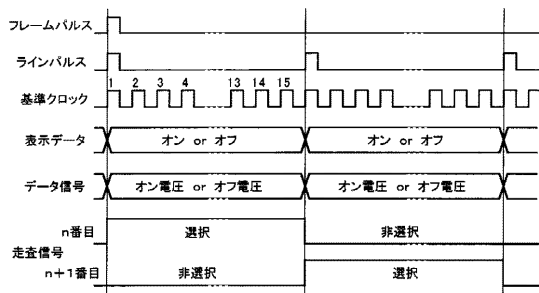 フレームパルス
ラインパルス
1 2 3 4 13 14 15
基準クロック
表示データ オン or オフ オン or オフ
データ信号 オン電圧 or オフ電圧 オン電圧 or オフ電圧
n番目 選択 非選択
走査信号
n+1番目 非選択 選択